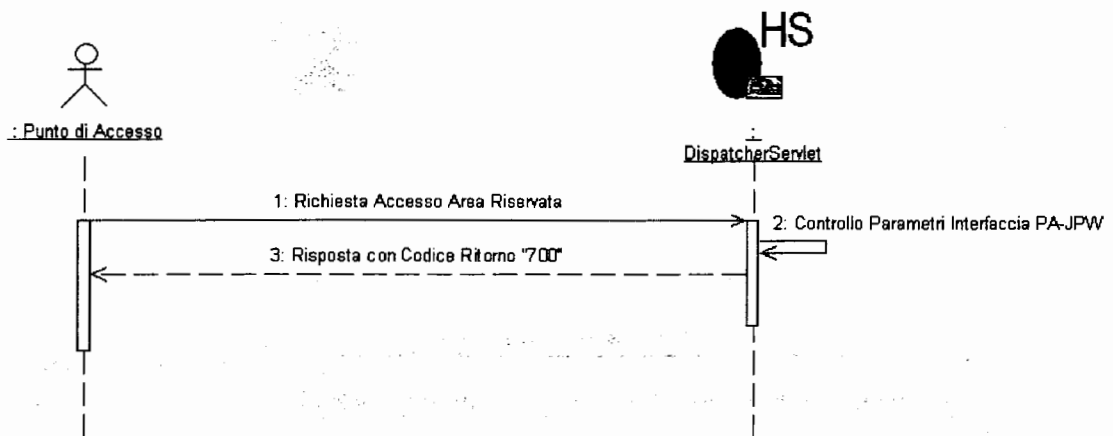 HS
: Punto di Accesso
:
DispatcherServlet
1: Richiesta Accesso Area Riservata
2: Controllo Parametri Interfaccia PA-JPW
3: Risposta con Codice Ritorno "700"